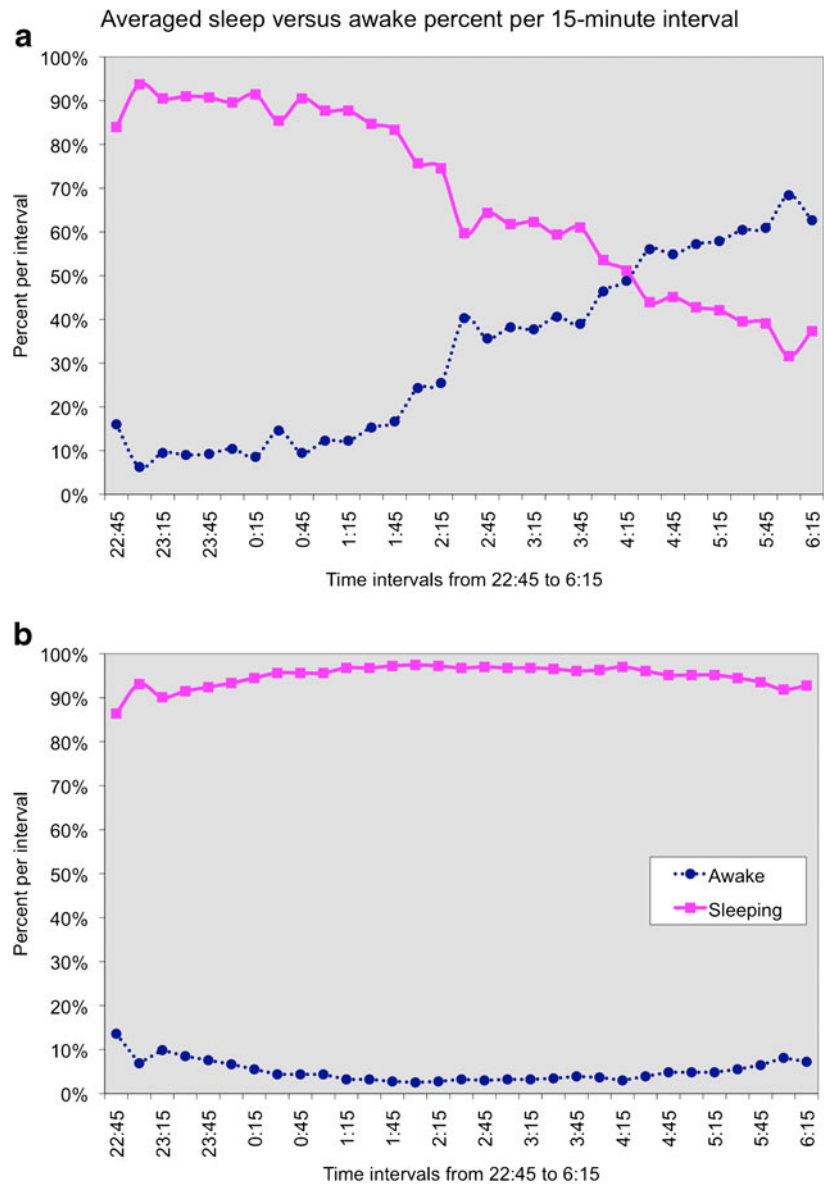 Averaged sleep versus awake percent per 15-minute interval
a
100%
90%
80%
70%
60%
50%
40%
30%
20%
10%
0%
Percent per interval
22:45 23:15 23:45 0:15 0:45 1:15 1:45 2:15 2:45 3:15 3:45 4:15 4:45 5:15 5:45 6:15
Time intervals from 22:45 to 6:15
b
100%
90%
80%
70%
60%
50%
40%
30%
20%
10%
0%
Percent per interval
Awake
Sleeping
22:45 23:15 23:45 0:15 0:45 1:15 1:45 2:15 2:45 3:15 3:45 4:15 4:45 5:15 5:45 6:15
Time intervals from 22:45 to 6:15